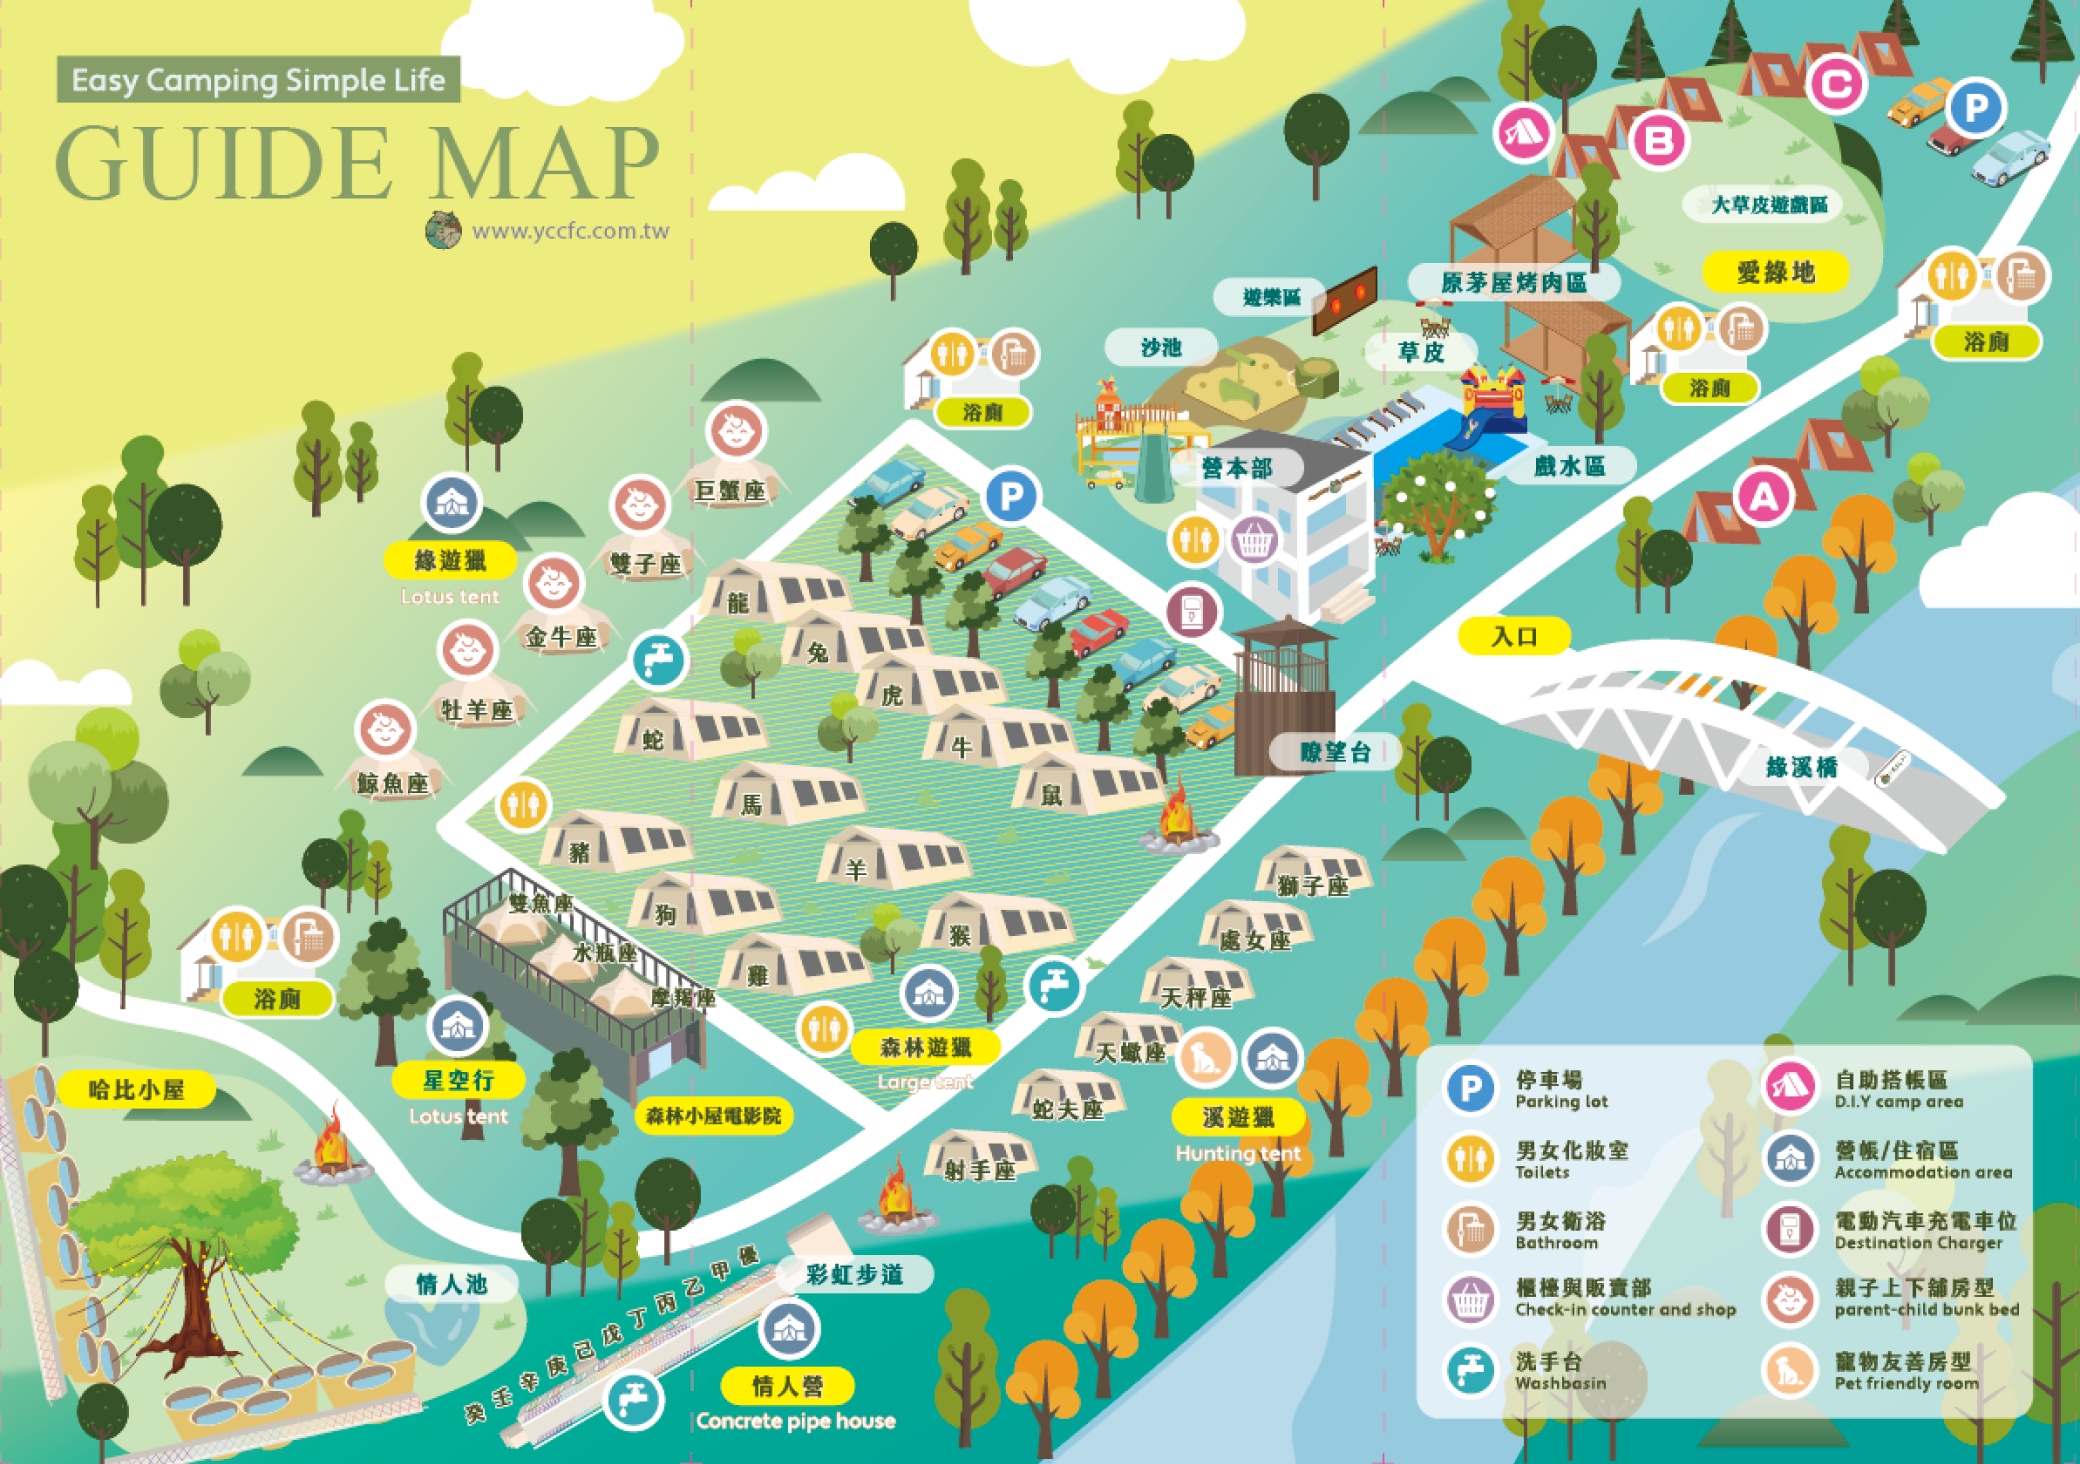 Easy Camping Simple Life
GUIDE MAP
www.yccfc.com.tw
C
P
B
大草皮遊戲區
愛綠地
原茅屋烤肉區
遊樂區
沙池
草皮
浴廁
浴廁
浴廁
巨蟹座
營本部
戲水區
P
A
緣遊獵
Lotus tent
雙子座
金牛座
牡羊座
鯨魚座
龍
兔
虎
蛇
牛
馬
鼠
豬
羊
狗
猴
雞
入口
瞭望台
緣溪橋
雙魚座
水瓶座
摩羯座
獅子座
處女座
天秤座
天蠍座
蛇夫座
射手座
浴廁
星空行
Lotus tent
森林遊獵
Large tent
森林小屋電影院
溪遊獵
Hunting tent
哈比小屋
情人池
彩虹步道
優
甲
乙
丙
丁
戊
己
庚
辛
壬
癸
情人營
Concrete pipe house
P
停車場
Parking lot
男女化妝室
Toilets
男女衛浴
Bathroom
櫃檯與販賣部
Check-in counter and shop
洗手台
Washbasin
自助搭帳區
D.I.Y camp area
營帳/住宿區
Accommodation area
電動汽車充電車位
Destination Charger
親子上下舖房型
parent-child bunk bed
寵物友善房型
Pet friendly room